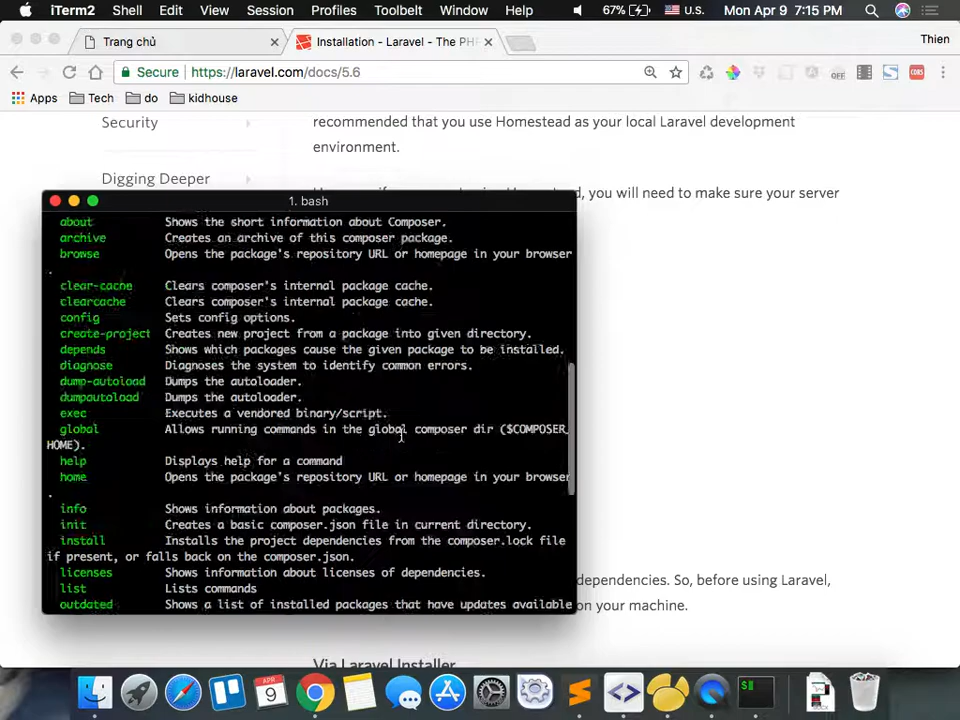 iTerm2 Shell Edit View Session Profiles Toolbelt Window Help 67% U.S. Mon Apr 9 7:15 PM
Trang chủ
Installation - Laravel - The PH
Thien
Secure https://laravel.com/docs/5.6
OFF
CORS
Apps Tech do kidhouse
Security
recommended that you use Homestead as your local Laravel development
environment.
Digging Deeper
you will need to make sure your server
1. bash
about Shows the short information about Composer.
archive Creates an archive of this composer package.
browse Opens the package's repository URL or homepage in your browser
.
clear-cache Clears composer's internal package cache.
clearcache Clears composer's internal package cache.
config Sets config options.
create-project Creates new project from a package into given directory.
depends Shows which packages cause the given package to be installed.
diagnose Diagnoses the system to identify common errors.
dump-autoload Dumps the autoloader.
dumpautoload Dumps the autoloader.
exec Executes a vendored binary/script.
global Allows running commands in the global composer dir ($COMPOSER_
HOME).
help Displays help for a command
home Opens the package's repository URL or homepage in your browser
.
info Shows information about packages.
init Creates a basic composer.json file in current directory.
install Installs the project dependencies from the composer.lock file
if present, or falls back on the composer.json.
licenses Shows information about licenses of dependencies.
list Lists commands
outdated Shows a list of installed packages that have updates available
dependencies. So, before using Laravel,
on your machine.
Via Laravel Installer
9
$